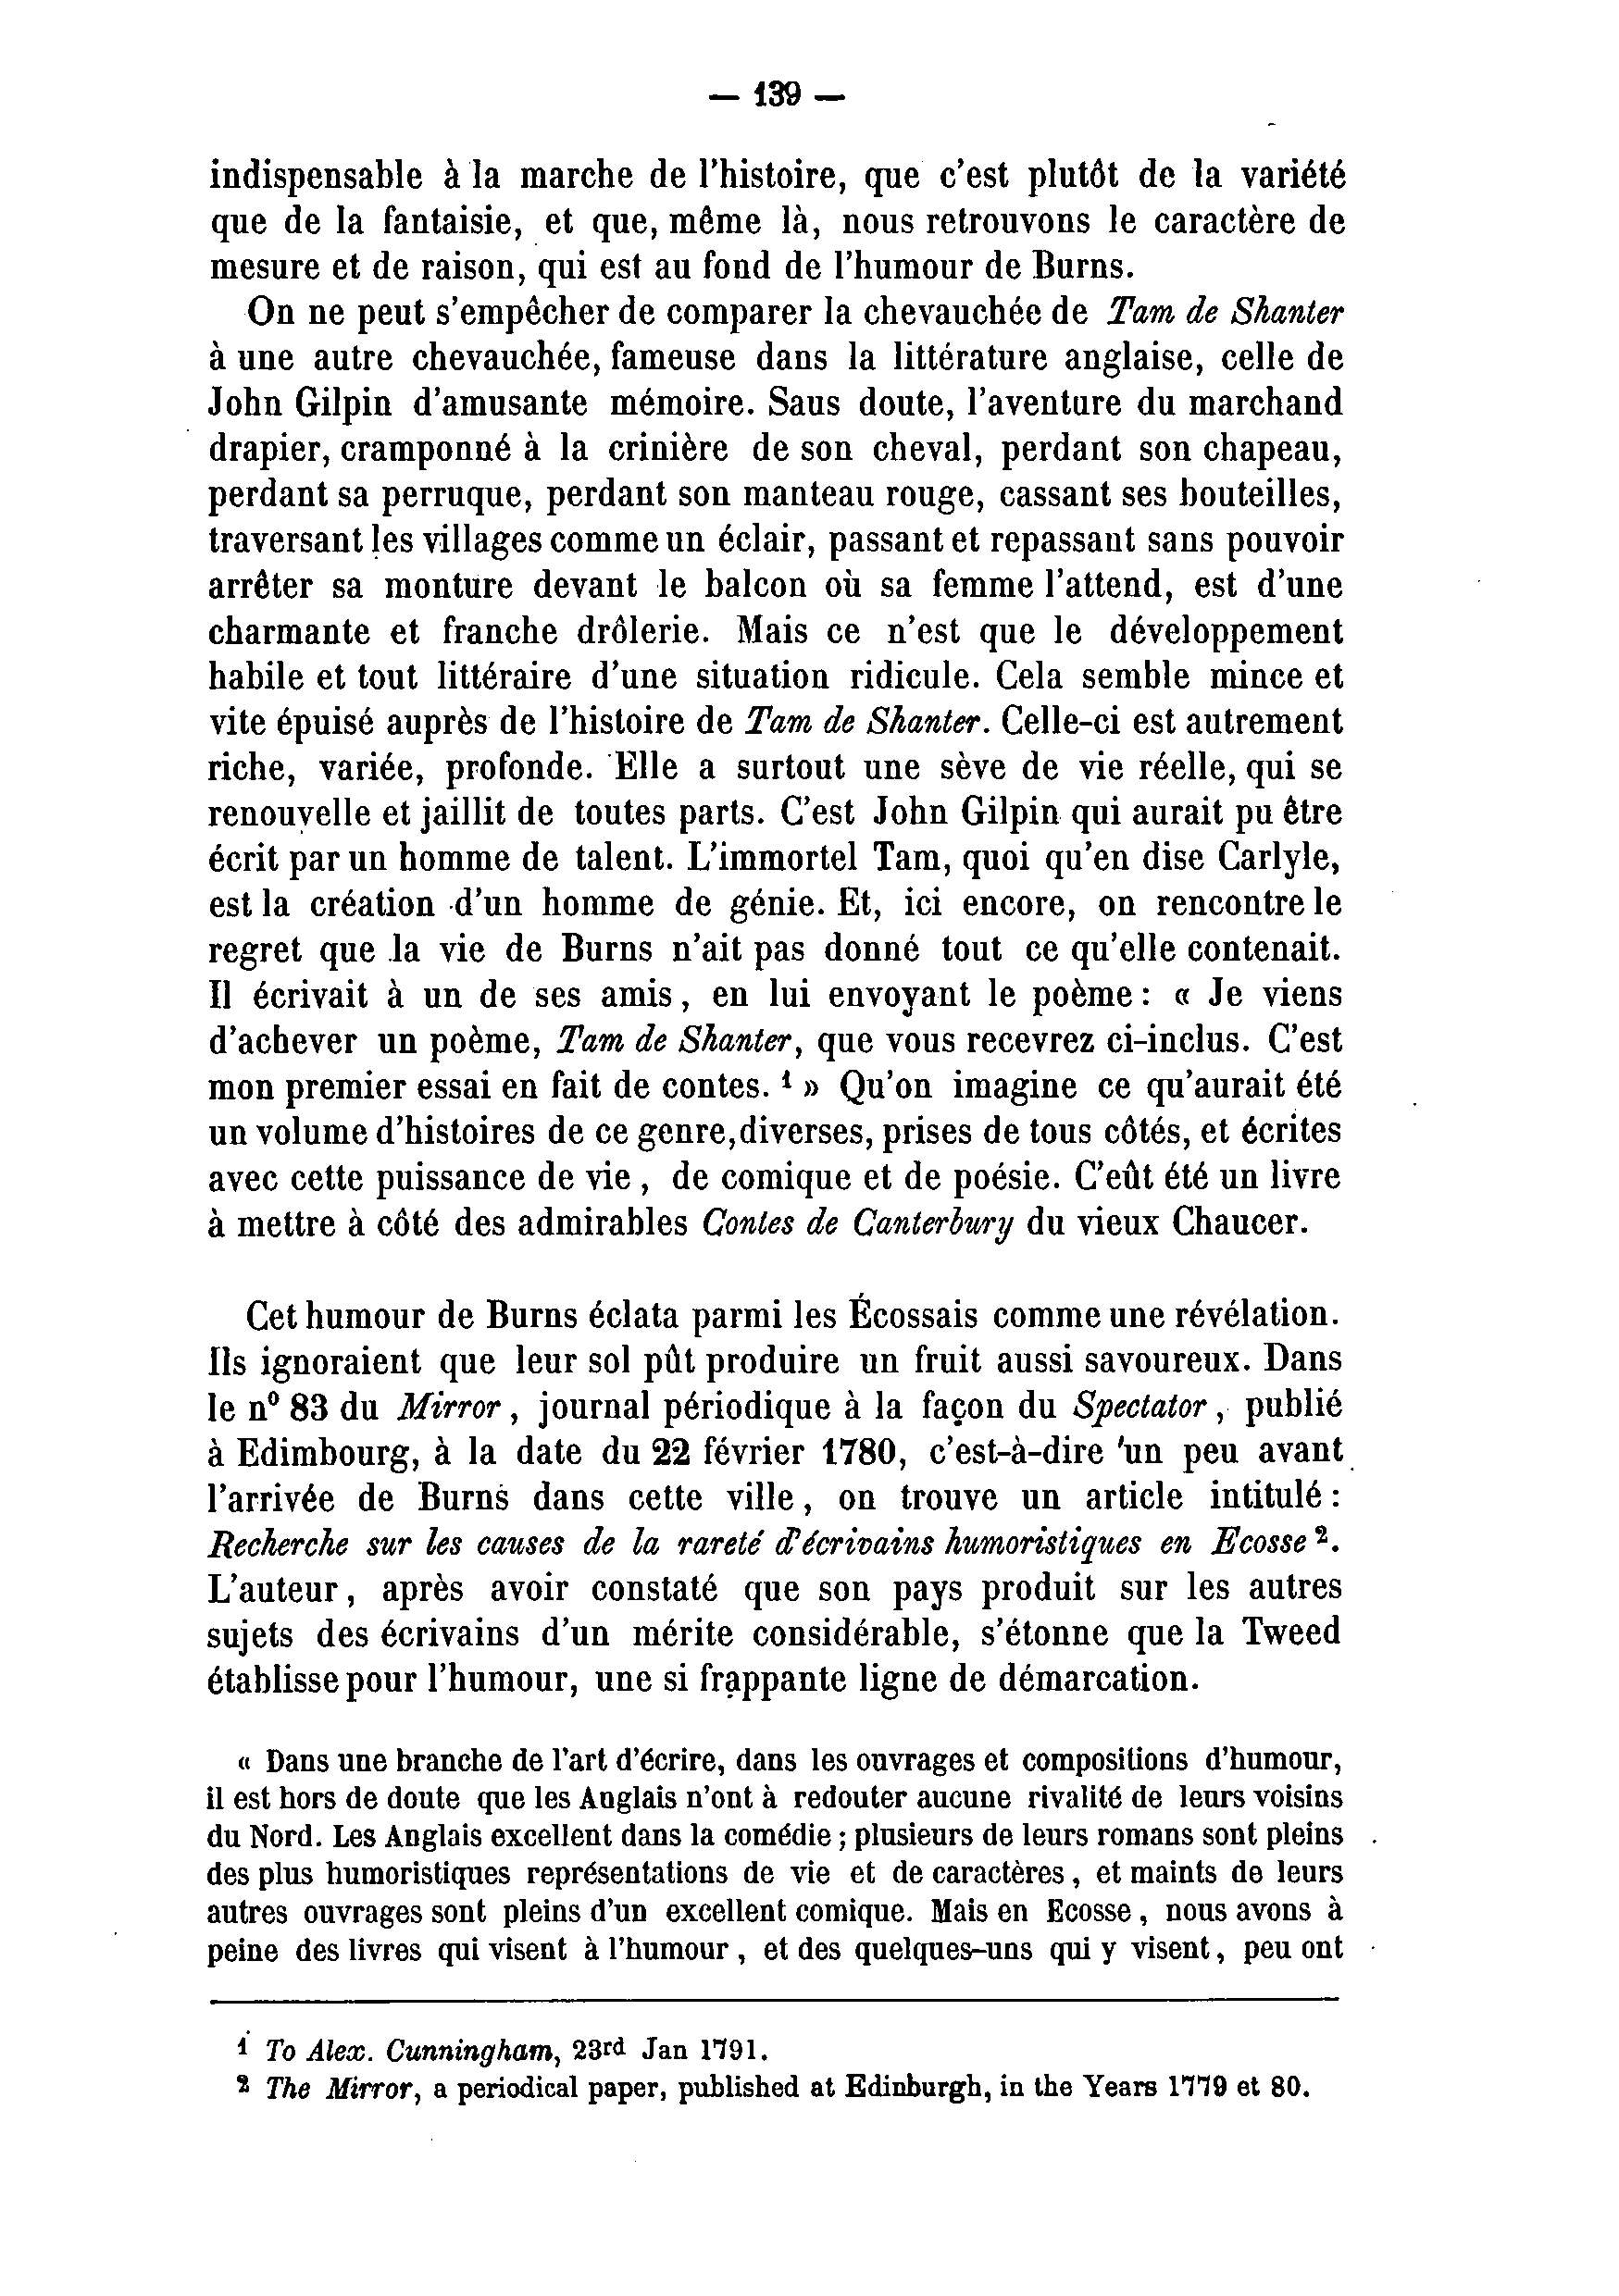 — 139 —
indispensable à la marche de l'histoire, que c'est plutôt de la variété
que de la fantaisie, et que, même là, nous retrouvons le caractère de
mesure et de raison, qui est au fond de l'humour de Burns.
On ne peut s'empêcher de comparer la chevauchée de Tam de Shanter
à une autre chevauchée, fameuse dans la littérature anglaise, celle de
John Gilpin d'amusante mémoire. Saus doute, l'aventure du marchand
drapier, cramponné à la crinière de son cheval, perdant son chapeau,
perdant sa perruque, perdant son manteau rouge, cassant ses bouteilles,
traversant les villages comme un éclair, passant et repassant sans pouvoir
arrêter sa monture devant le balcon où sa femme l'attend, est d'une
charmante et franche drôlerie. Mais ce n'est que le développement
habile et tout littéraire d'une situation ridicule. Cela semble mince et
vite épuisé auprès de l'histoire de Tam de Shanter. Celle-ci est autrement
riche, variée, profonde. Elle a surtout une sève de vie réelle, qui se
renouvelle et jaillit de toutes parts. C'est John Gilpin qui aurait pu être
écrit par un homme de talent. L'immortel Tam, quoi qu'en dise Carlyle,
est la création d'un homme de génie. Et, ici encore, on rencontre le
regret que la vie de Burns n'ait pas donné tout ce qu'elle contenait.
Il écrivait à un de ses amis, en lui envoyant le poème : « Je viens
d'achever un poème, Tam de Shanter, que vous recevrez ci-inclus. C'est
mon premier essai en fait de contes. ¹ » Qu'on imagine ce qu'aurait été
un volume d'histoires de ce genre,diverses, prises de tous côtés, et écrites
avec cette puissance de vie , de comique et de poésie. C'eût été un livre
à mettre à côté des admirables Contes de Canterbury du vieux Chaucer.
Cet humour de Burns éclata parmi les Écossais comme une révélation.
Ils ignoraient que leur sol pût produire un fruit aussi savoureux. Dans
le nº 83 du Mirror , journal périodique à la façon du Spectator , publié
à Edimbourg, à la date du 22 février 1780, c'est-à-dire 'un peu avant
l'arrivée de Burns dans cette ville , on trouve un article intitulé :
Recherche sur les causes de la rareté d'écrivains humoristiques en Ecosse ².
L'auteur , après avoir constaté que son pays produit sur les autres
sujets des écrivains d'un mérite considérable, s'étonne que la Tweed
établisse pour l'humour, une si frappante ligne de démarcation.
« Dans une branche de l'art d'écrire, dans les ouvrages et compositions d'humour,
il est hors de doute que les Anglais n'ont à redouter aucune rivalité de leurs voisins
du Nord. Les Anglais excellent dans la comédie ; plusieurs de leurs romans sont pleins
des plus humoristiques représentations de vie et de caractères , et maints de leurs
autres ouvrages sont pleins d'un excellent comique. Mais en Ecosse , nous avons à
peine des livres qui visent à l'humour , et des quelques-uns qui y visent , peu ont
¹ To Alex. Cunningham, 23rd Jan 1791.
² The Mirror, a periodical paper, published at Edinburgh, in the Years 1779 et 80.